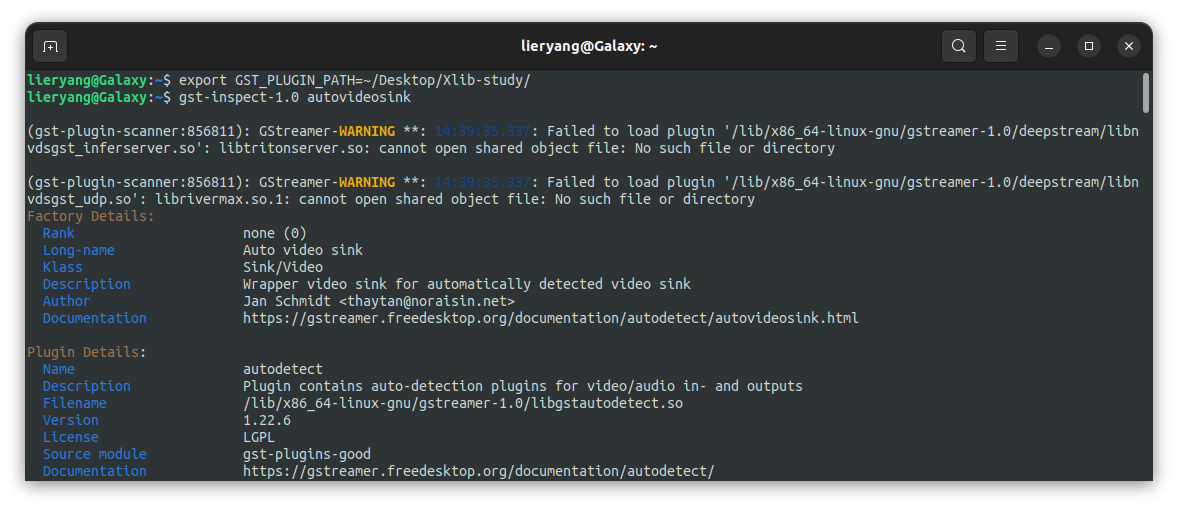 lieryang@Galaxy: ~
lieryang@Galaxy:~$ export GST_PLUGIN_PATH=~/Desktop/Xlib-study/
lieryang@Galaxy:~$ gst-inspect-1.0 autovideosink
(gst-plugin-scanner:856811): GStreamer-WARNING **: 14:39:35.337: Failed to load plugin '/lib/x86_64-linux-gnu/gstreamer-1.0/deepstream/libn
vdsgst_inferserver.so': libtritonserver.so: cannot open shared object file: No such file or directory
(gst-plugin-scanner:856811): GStreamer-WARNING **: 14:39:35.337: Failed to load plugin '/lib/x86_64-linux-gnu/gstreamer-1.0/deepstream/libn
vdsgst_udp.so': librivermax.so.1: cannot open shared object file: No such file or directory
Factory Details:
Rank none (0)
Long-name Auto video sink
Klass Sink/Video
Description Wrapper video sink for automatically detected video sink
Author Jan Schmidt <thaytan@noraisin.net>
Documentation https://gstreamer.freedesktop.org/documentation/autodetect/autovideosink.html
Plugin Details:
Name autodetect
Description Plugin contains auto-detection plugins for video/audio in- and outputs
Filename /lib/x86_64-linux-gnu/gstreamer-1.0/libgstautodetect.so
Version 1.22.6
License LGPL
Source module gst-plugins-good
Documentation https://gstreamer.freedesktop.org/documentation/autodetect/